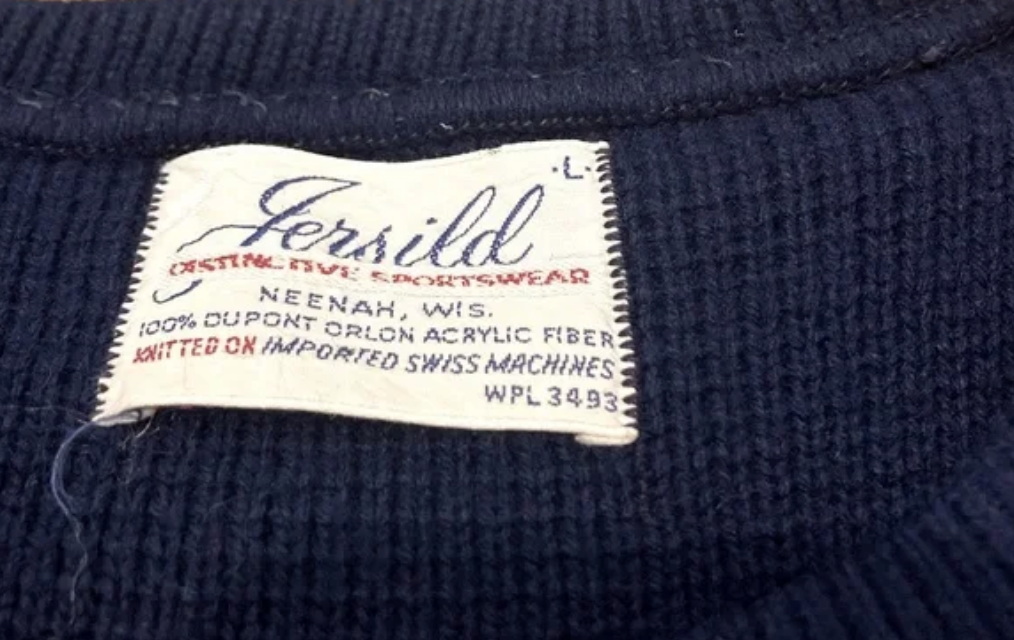 ·L·
Jersild
DISTINCTIVE SPORTSWEAR
NEENAH, WIS.
100% DUPONT ORLON ACRYLIC FIBER
KNITTED ON IMPORTED SWISS MACHINES
WPL 3493